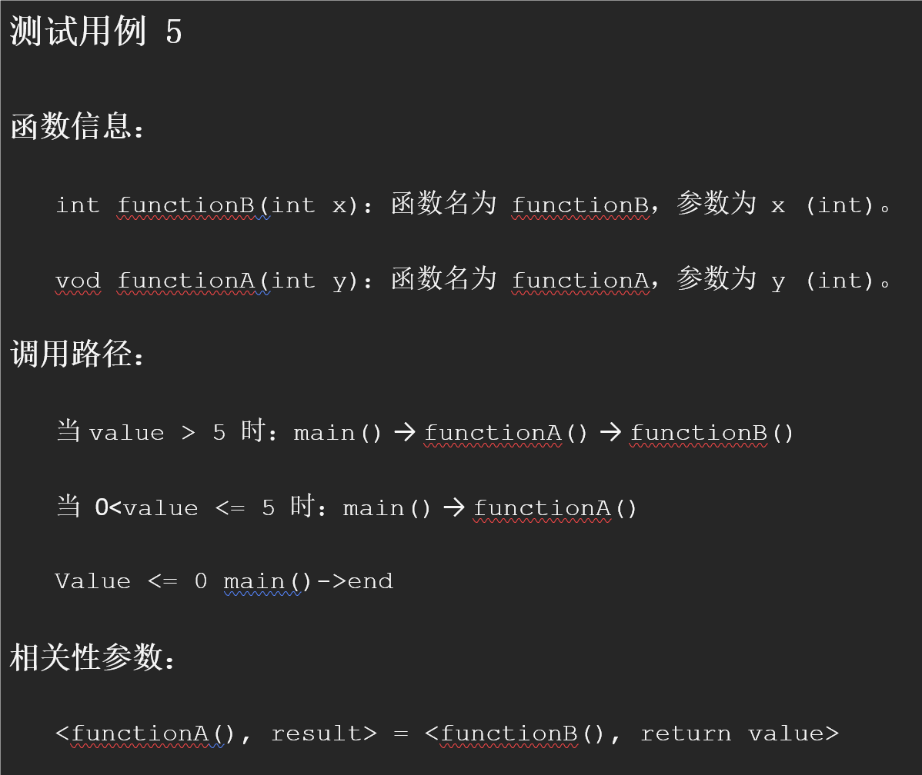 测试用例 5
函数信息：
int functionB(int x)：函数名为 functionB，参数为 x (int)。
vod functionA(int y)：函数名为 functionA，参数为 y (int)。
调用路径：
当 value > 5 时：main() → functionA() → functionB()
当 0<value <= 5 时：main() → functionA()
Value <= 0 main()->end
相关性参数：
<functionA(), result> = <functionB(), return value>